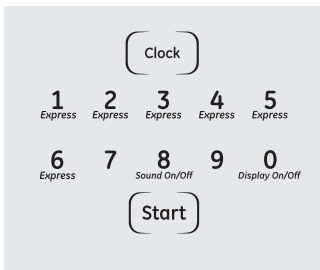 Clock
1 2 3 4 5
Express Express Express Express Express
6 7 8 9 0
Express Sound On/Off Display On/Off
Start